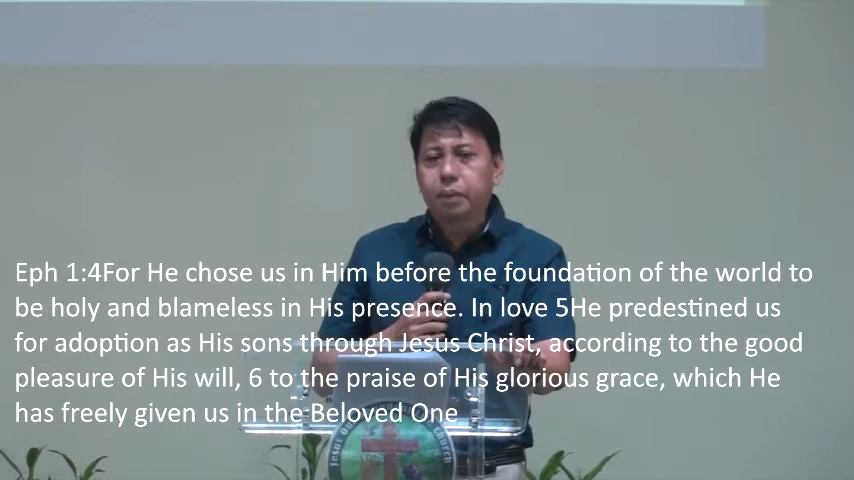 Eph 1:4For He chose us in Him before the foundation of the world to
be holy and blameless in His presence. In love 5He predestined us
for adoption as His sons through Jesus Christ, according to the good
pleasure of His will, 6 to the praise of His glorious grace, which He
has freely given us in the Beloved One
Jesus Our
church